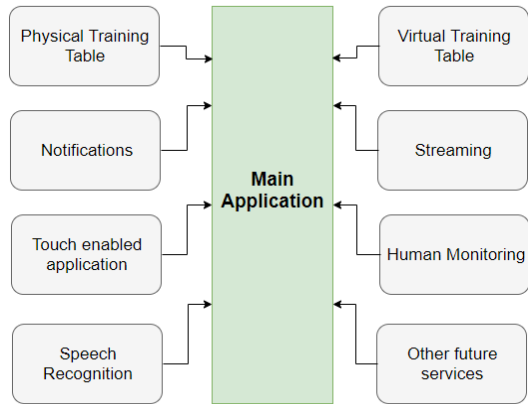 Physical Training
Table
Notifications
Touch enabled
application
Speech
Recognition
Main
Application
Virtual Training
Table
Streaming
Human Monitoring
Other future
services